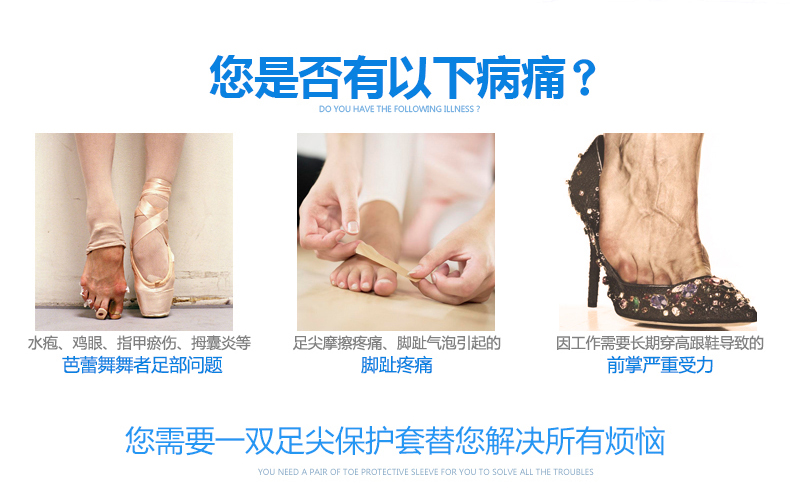 您是否有以下病痛？
DO YOU HAVE THE FOLLOWING ILLNESS ?
水疱、鸡眼、指甲瘀伤、拇囊炎等
芭蕾舞舞者足部问题
足尖摩擦疼痛、脚趾气泡引起的
脚趾疼痛
因工作需要长期穿高跟鞋导致的
前掌严重受力
您需要一双足尖保护套替您解决所有烦恼
YOU NEED A PAIR OF TOE PROTECTIVE SLEEVE FOR YOU TO SOLVE ALL THE TROUBLES